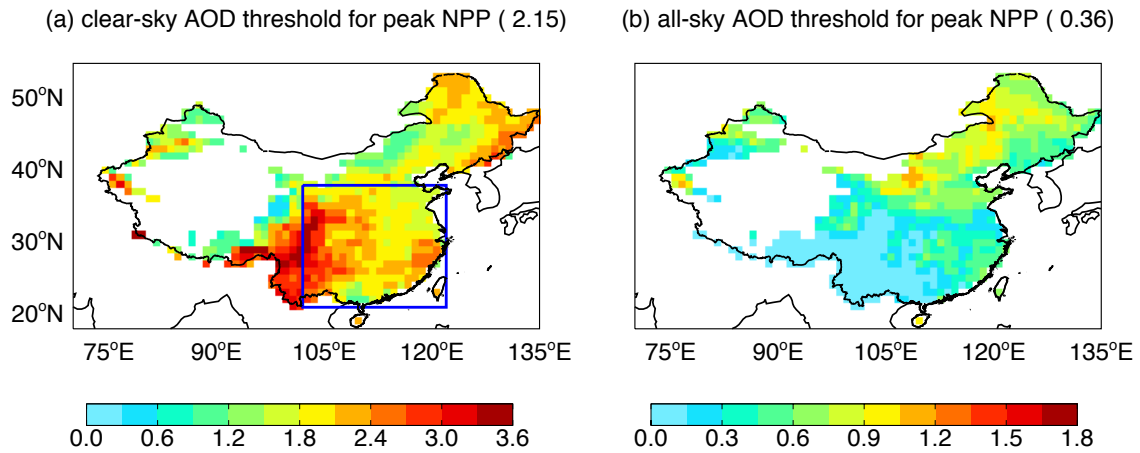 (a) clear-sky AOD threshold for peak NPP ( 2.15)
50°N
40°N
30°N
20°N
75°E 90°E 105°E 120°E 135°E
0.0 0.6 1.2 1.8 2.4 3.0 3.6
(b) all-sky AOD threshold for peak NPP ( 0.36)
75°E 90°E 105°E 120°E 135°E
0.0 0.3 0.6 0.9 1.2 1.5 1.8